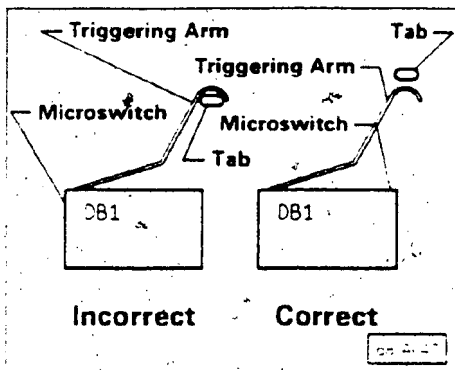 Triggering Arm
Tab
Triggering Arm
Microswitch
Microswitch
Tab
DB1
DB1
Incorrect
Correct